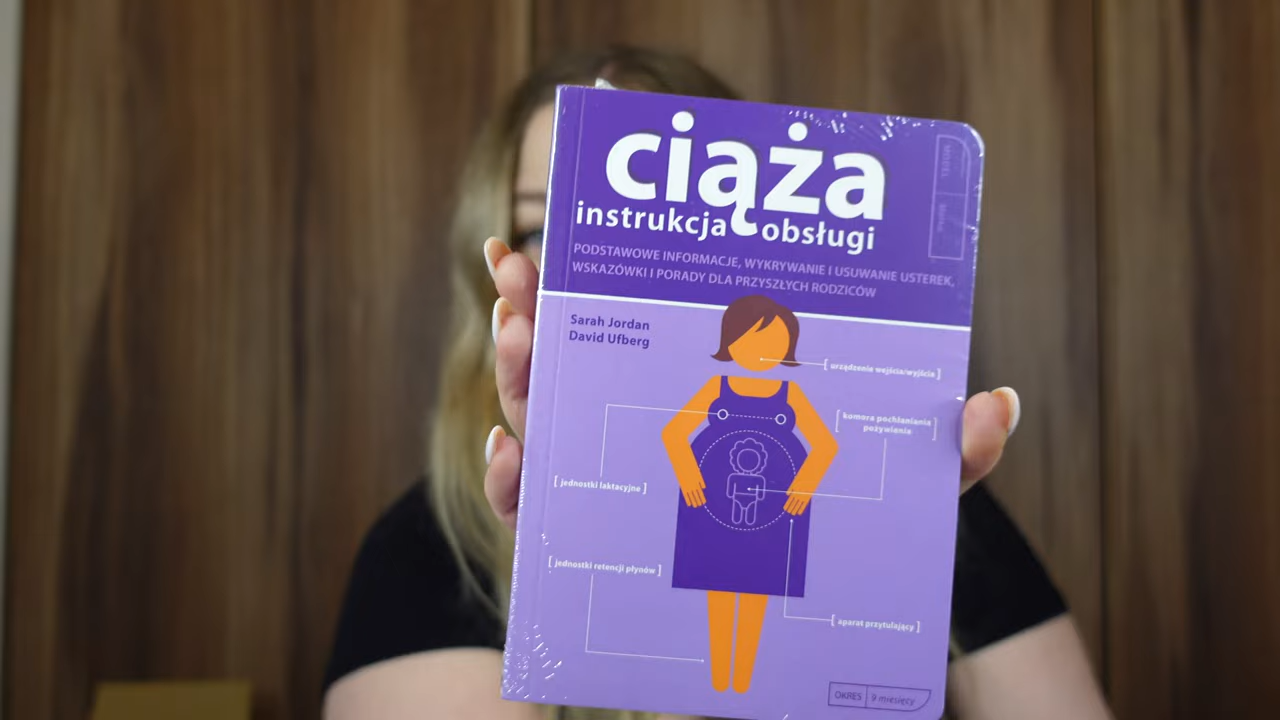 ciąża
instrukcja obsługi
PODSTAWOWE INFORMACJE, WYKRYWANIE I USUWANIE USTEREK,
WSKAZÓWKI I PORADY DLA PRZYSZŁYCH RODZICÓW
Sarah Jordan
David Ufberg
[ urządzenie wejścia/wyjścia ]
[ komora pochłaniania
pożywienia ]
[ jednostki laktacyjne ]
[ jednostki retencji płynów ]
[ aparat przytulający ]
OKRES 9 miesięcy
MODEL